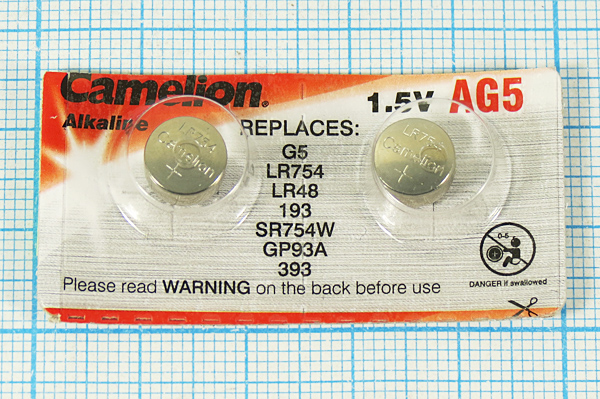 Camelion®
Alkaline
1.5V AG5
LR754
Camelion
+
LR754
Camelion
+
REPLACES:
G5
LR754
LR48
193
SR754W
GP93A
393
0-5
DANGER if swallowed
Please read WARNING on the back before use